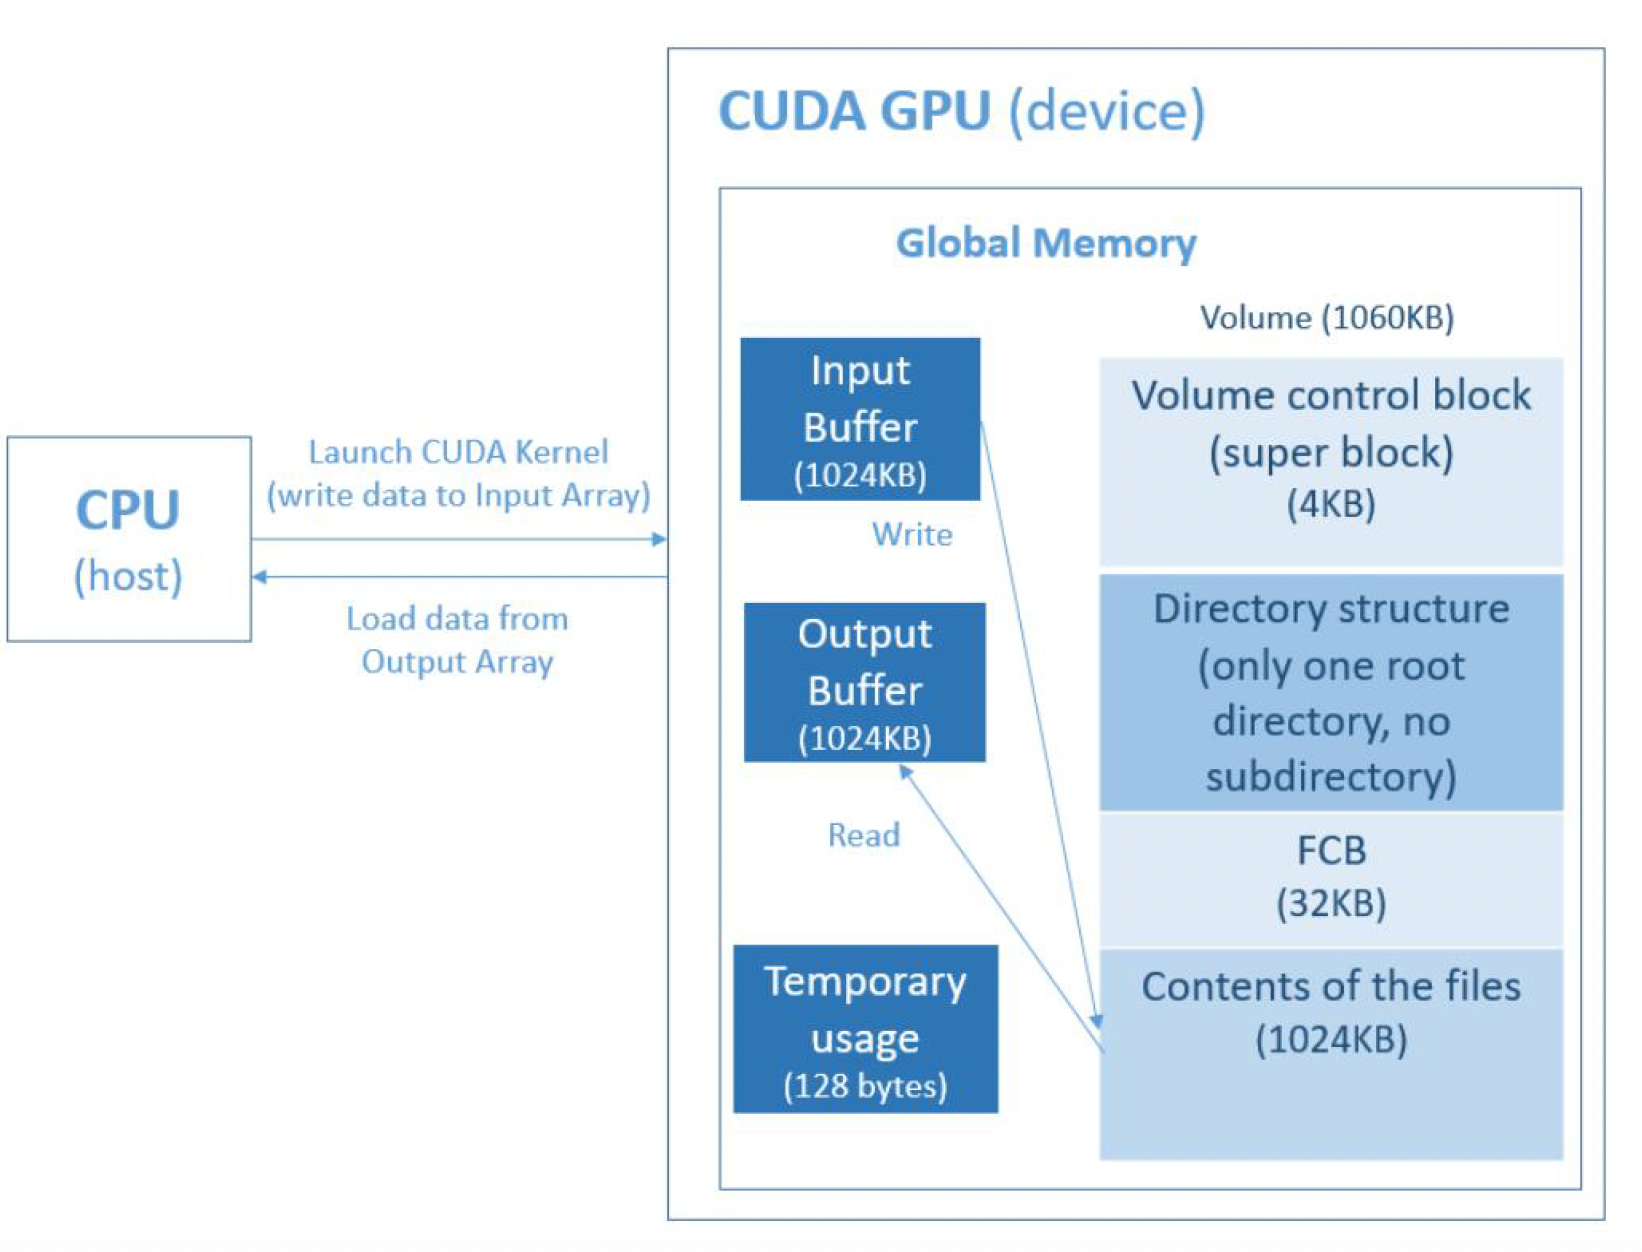 CUDA GPU (device)
Global Memory
Volume (1060KB)
Input
Buffer
(1024KB)
Write
Output
Buffer
(1024KB)
Read
Temporary
usage
(128 bytes)
Volume control block
(super block)
(4KB)
Directory structure
(only one root
directory, no
subdirectory)
FCB
(32KB)
Contents of the files
(1024KB)
CPU
(host)
Launch CUDA Kernel
(write data to Input Array)
Load data from
Output Array